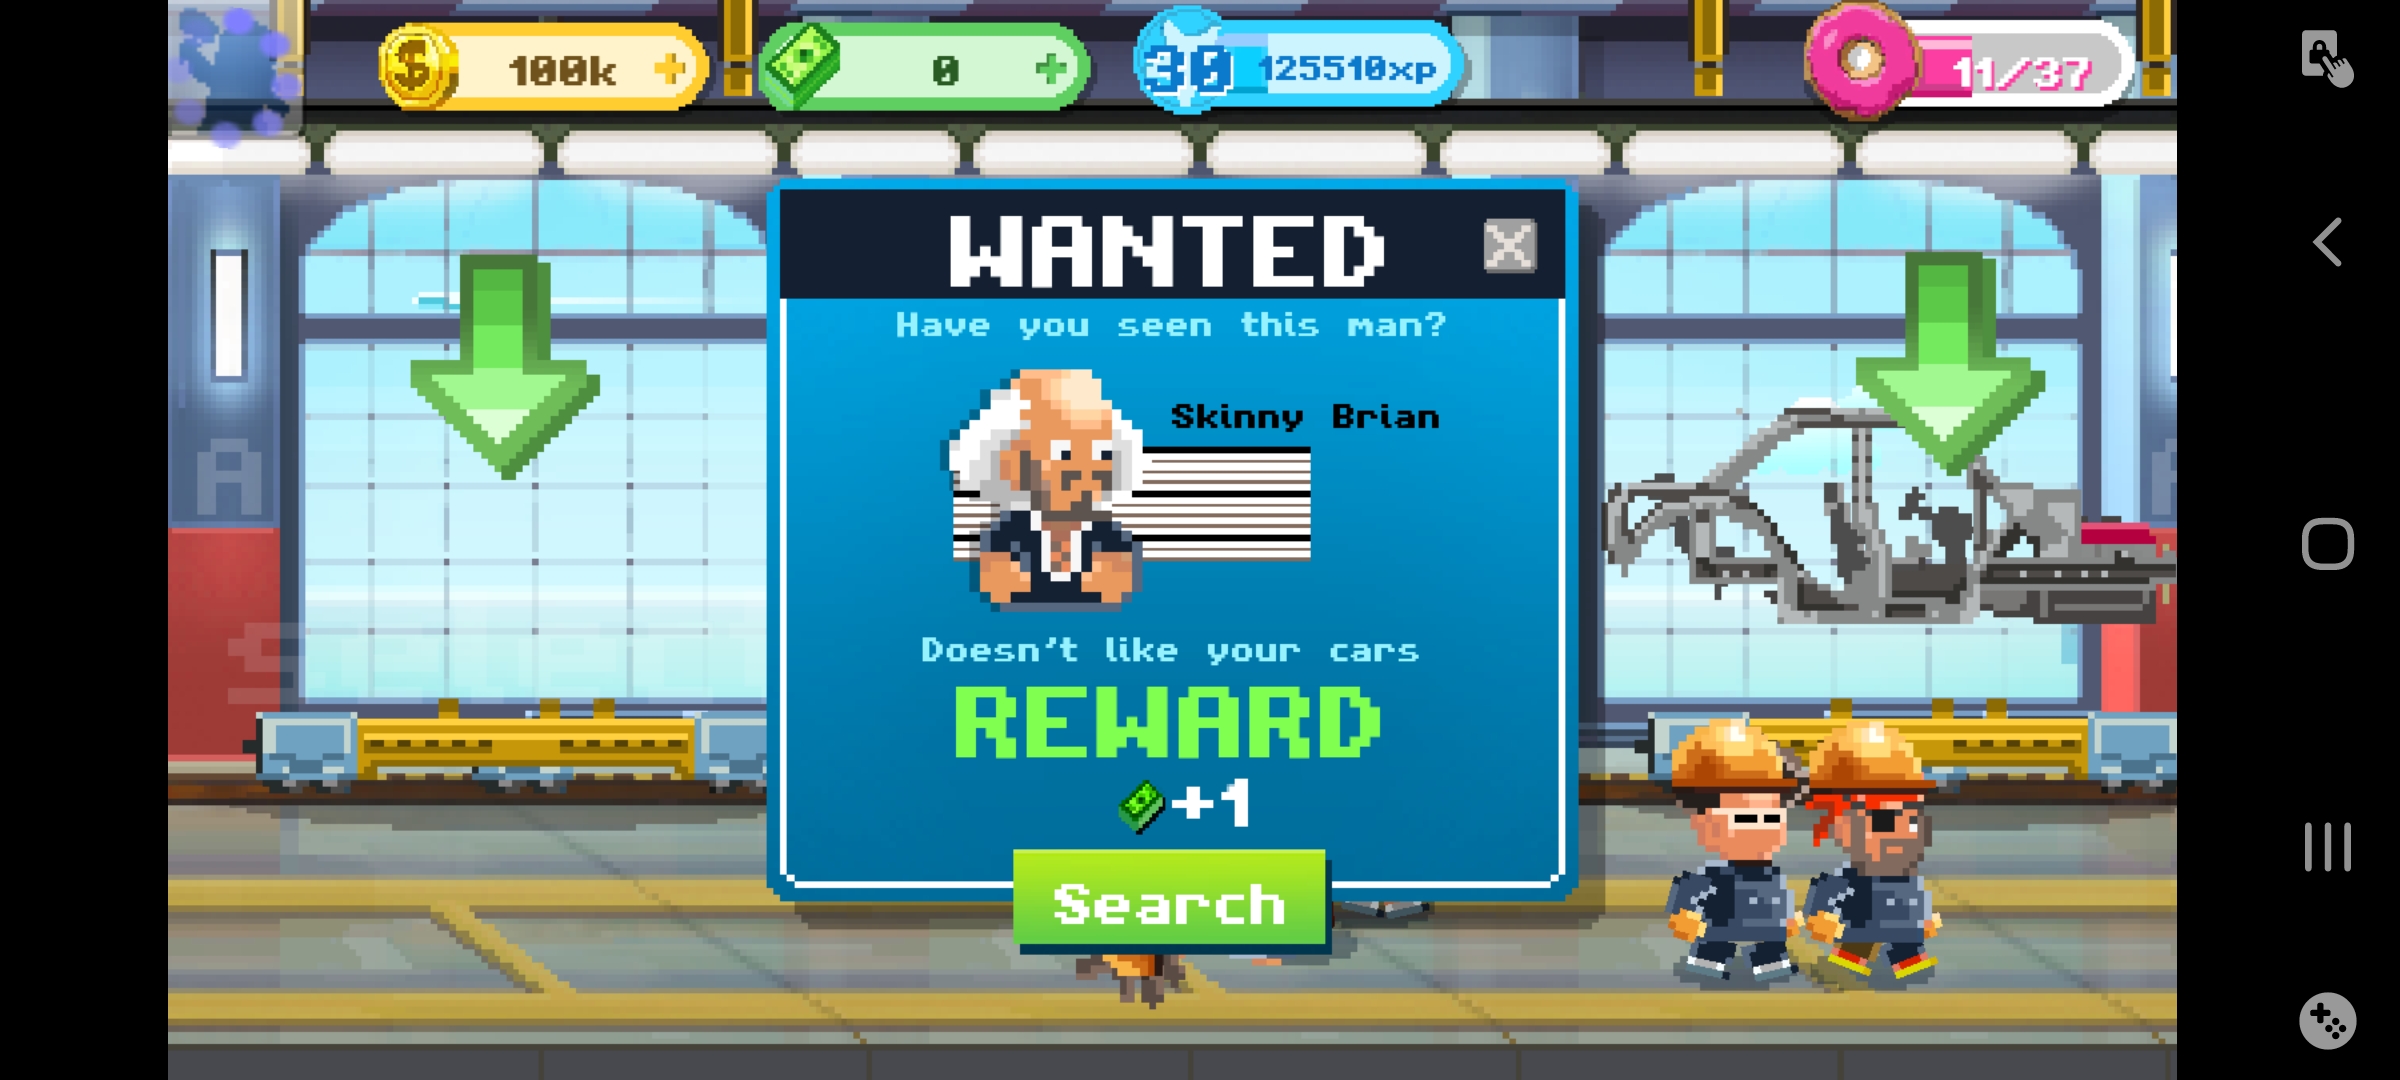 100k
0
30
125510xp
11/37
WANTED
Have you seen this man?
Skinny Brian
Doesn't like your cars
REWARD
+1
Search
A